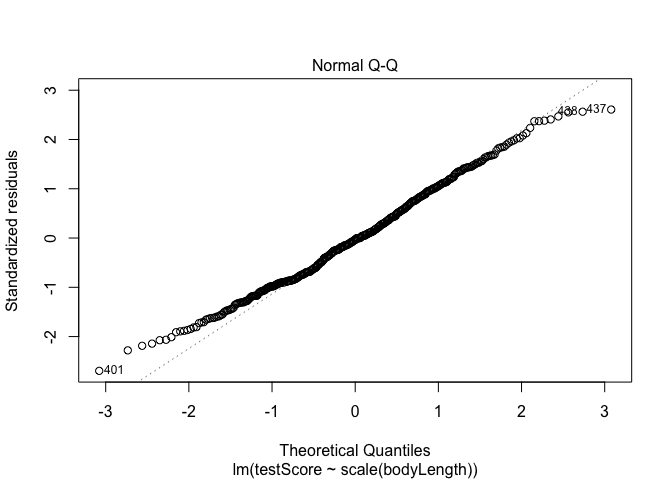 Normal Q-Q
Standardized residuals
3
2
1
0
-1
-2
438
437
401
-3 -2 -1 0 1 2 3
Theoretical Quantiles
lm(testScore ~ scale(bodyLength))